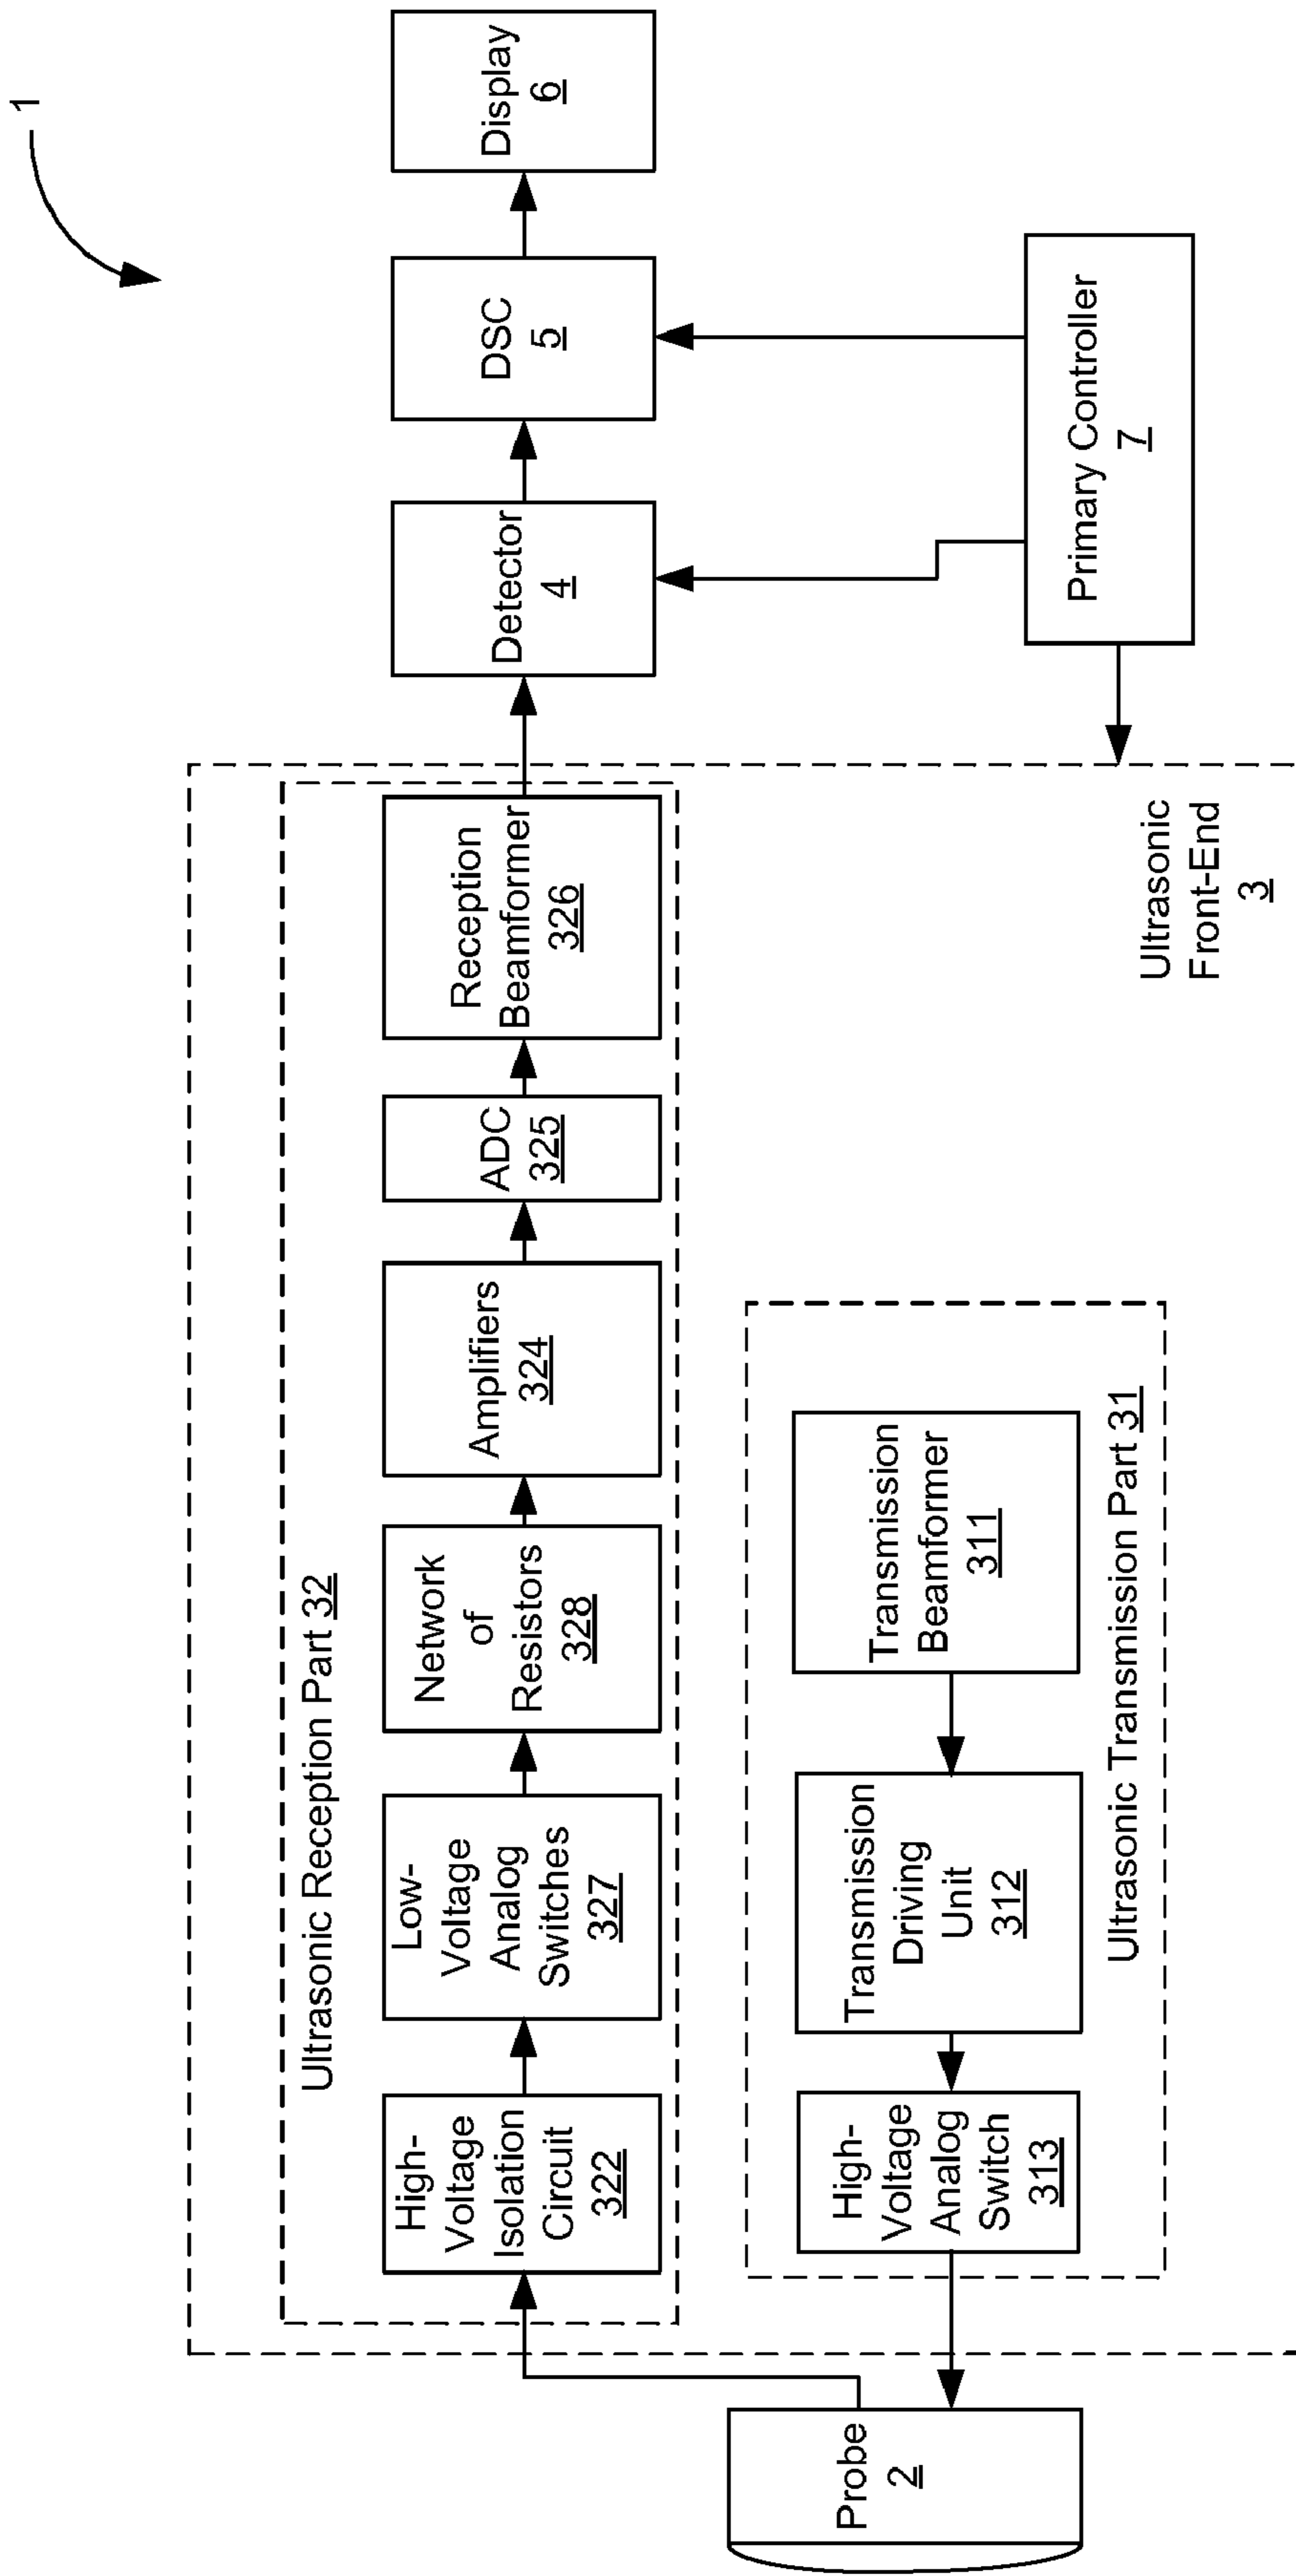 1
Ultrasonic Reception Part 32
High-
Voltage
Isolation
Circuit
322
Low-
Voltage
Analog
Switches
327
Network
of
Resistors
328
Amplifiers
324
ADC
325
Reception
Beamformer
326
Detector
4
DSC
5
Display
6
Probe
2
High-
Voltage
Analog
Switch
313
Transmission
Driving
Unit
312
Transmission
Beamformer
311
Ultrasonic Transmission Part 31
Ultrasonic
Front-End
3
Primary Controller
7